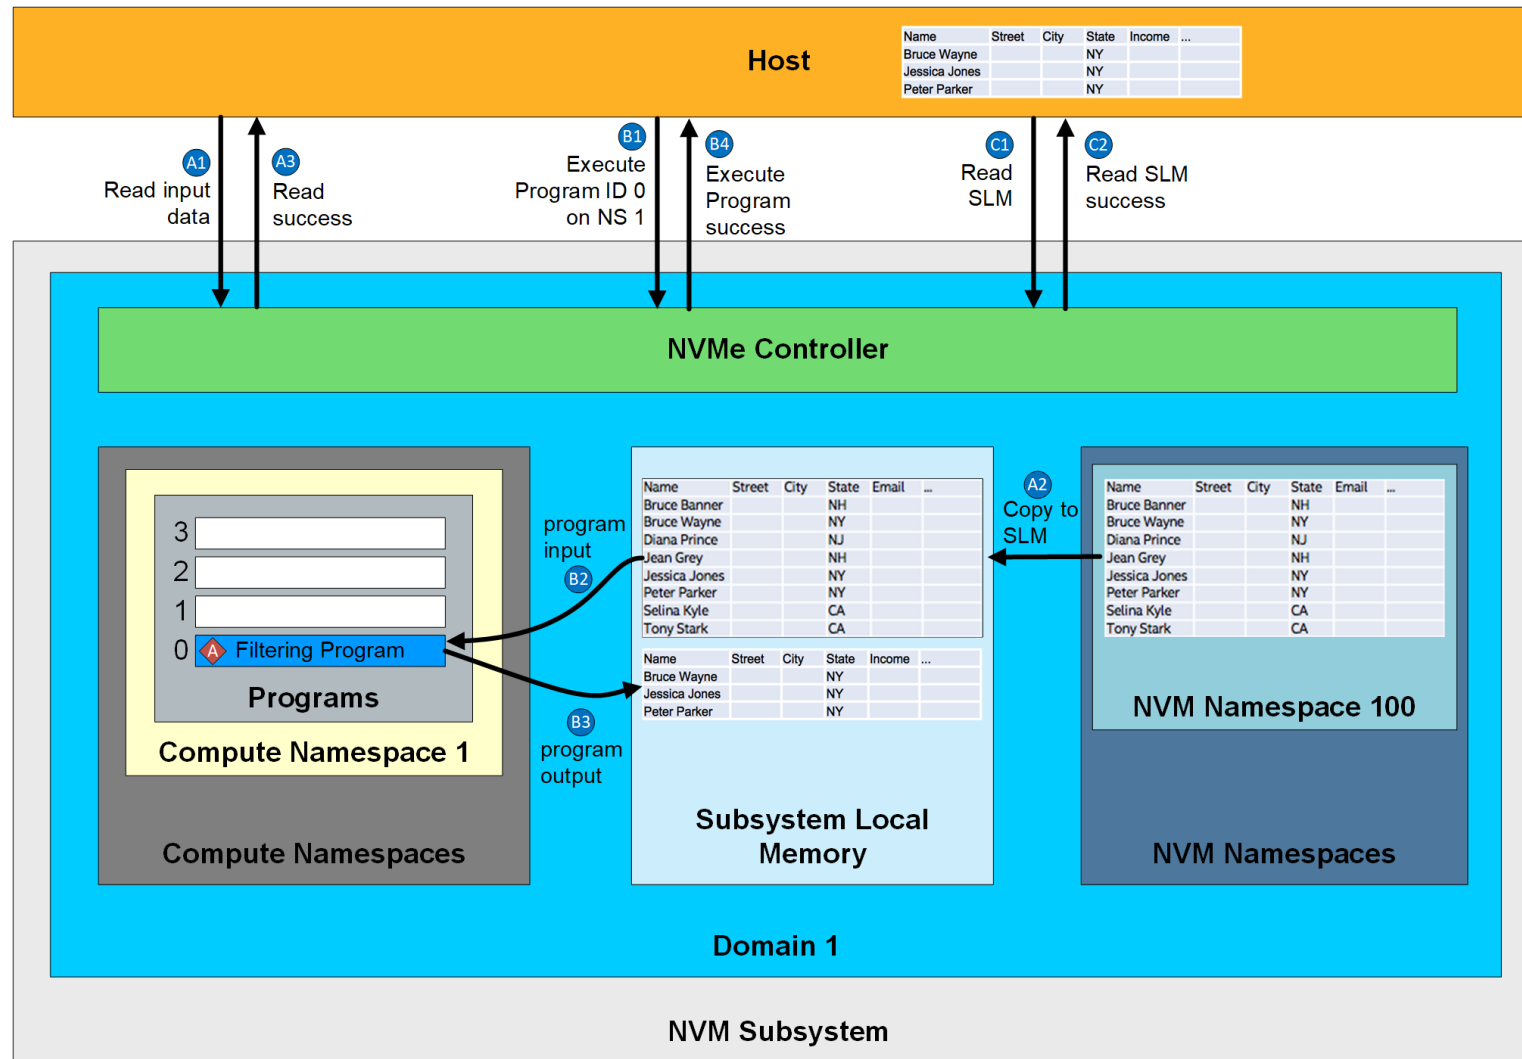 Host
Name Street City State Income ...
Bruce Wayne NY
Jessica Jones NY
Peter Parker NY
A1
Read input
data
A3
Read
success
B1
Execute
Program ID 0
on NS 1
B4
Execute
Program
success
C1
Read
SLM
C2
Read SLM
success
NVMe Controller
3
2
1
0 A Filtering Program
Programs
Compute Namespace 1
Compute Namespaces
program
input
B2
B3
program
output
Name Street City State Email ...
Bruce Banner NH
Bruce Wayne NY
Diana Prince NJ
Jean Grey NH
Jessica Jones NY
Peter Parker NY
Selina Kyle CA
Tony Stark CA
Name Street City State Income ...
Bruce Wayne NY
Jessica Jones NY
Peter Parker NY
Subsystem Local
Memory
A2
Copy to
SLM
Name Street City State Email ...
Bruce Banner NH
Bruce Wayne NY
Diana Prince NJ
Jean Grey NH
Jessica Jones NY
Peter Parker NY
Selina Kyle CA
Tony Stark CA
NVM Namespace 100
NVM Namespaces
Domain 1
NVM Subsystem